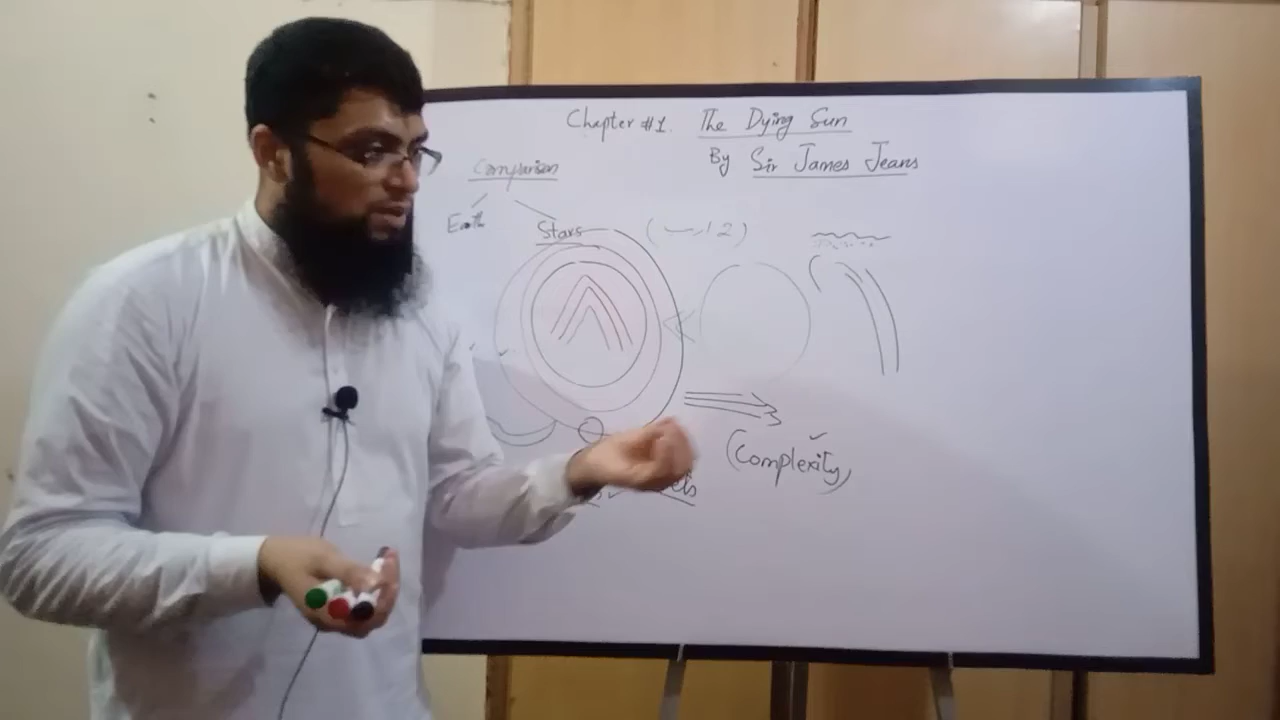 Chapter #1. The Dying Sun
By Sir James Jeans
Comparison
Earth Stars
(Complexity)